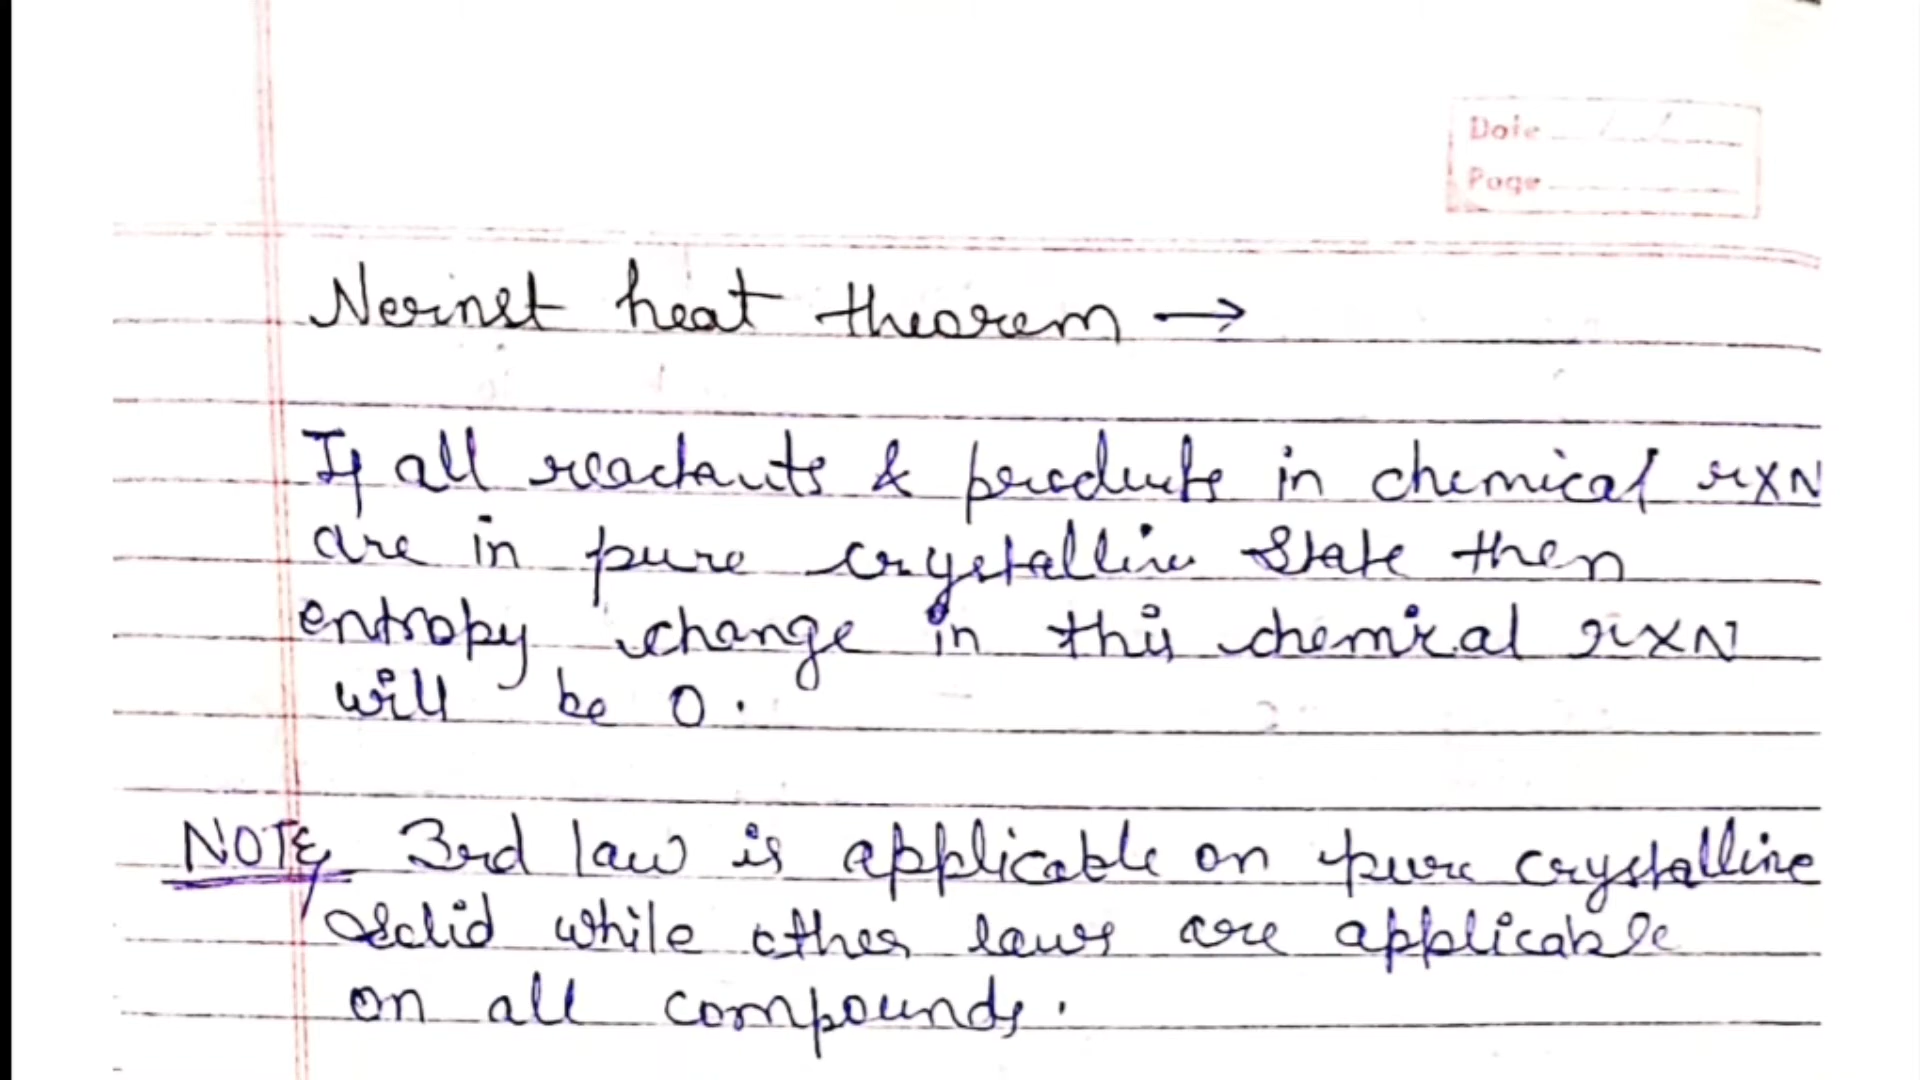 Date
Page
Nernst heat theorem →
If all reactants & products in chemical rXN
are in pure crystalline state then
entropy change in this chemical rXN
will be 0.
NOTE 3rd law is applicable on pure crystalline
solid while other laws are applicable
on all compounds.